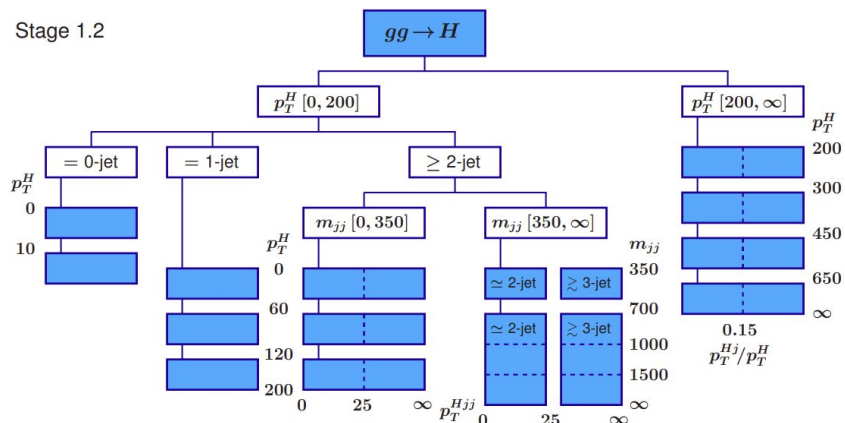 Stage 1.2
gg → H
p_T^H [0, 200]
p_T^H [200, ∞]
p_T^H
= 0-jet
= 1-jet
≥ 2-jet
200
p_T^H
0
10
300
m_jj [0, 350]
m_jj [350, ∞]
450
p_T^H
m_jj
0
≃ 2-jet
≳ 3-jet
350
650
60
700
∞
≃ 2-jet
≳ 3-jet
0.15
120
1000
p_T^Hj / p_T^H
1500
200
0
25
∞
p_T^Hjj
0
25
∞
∞